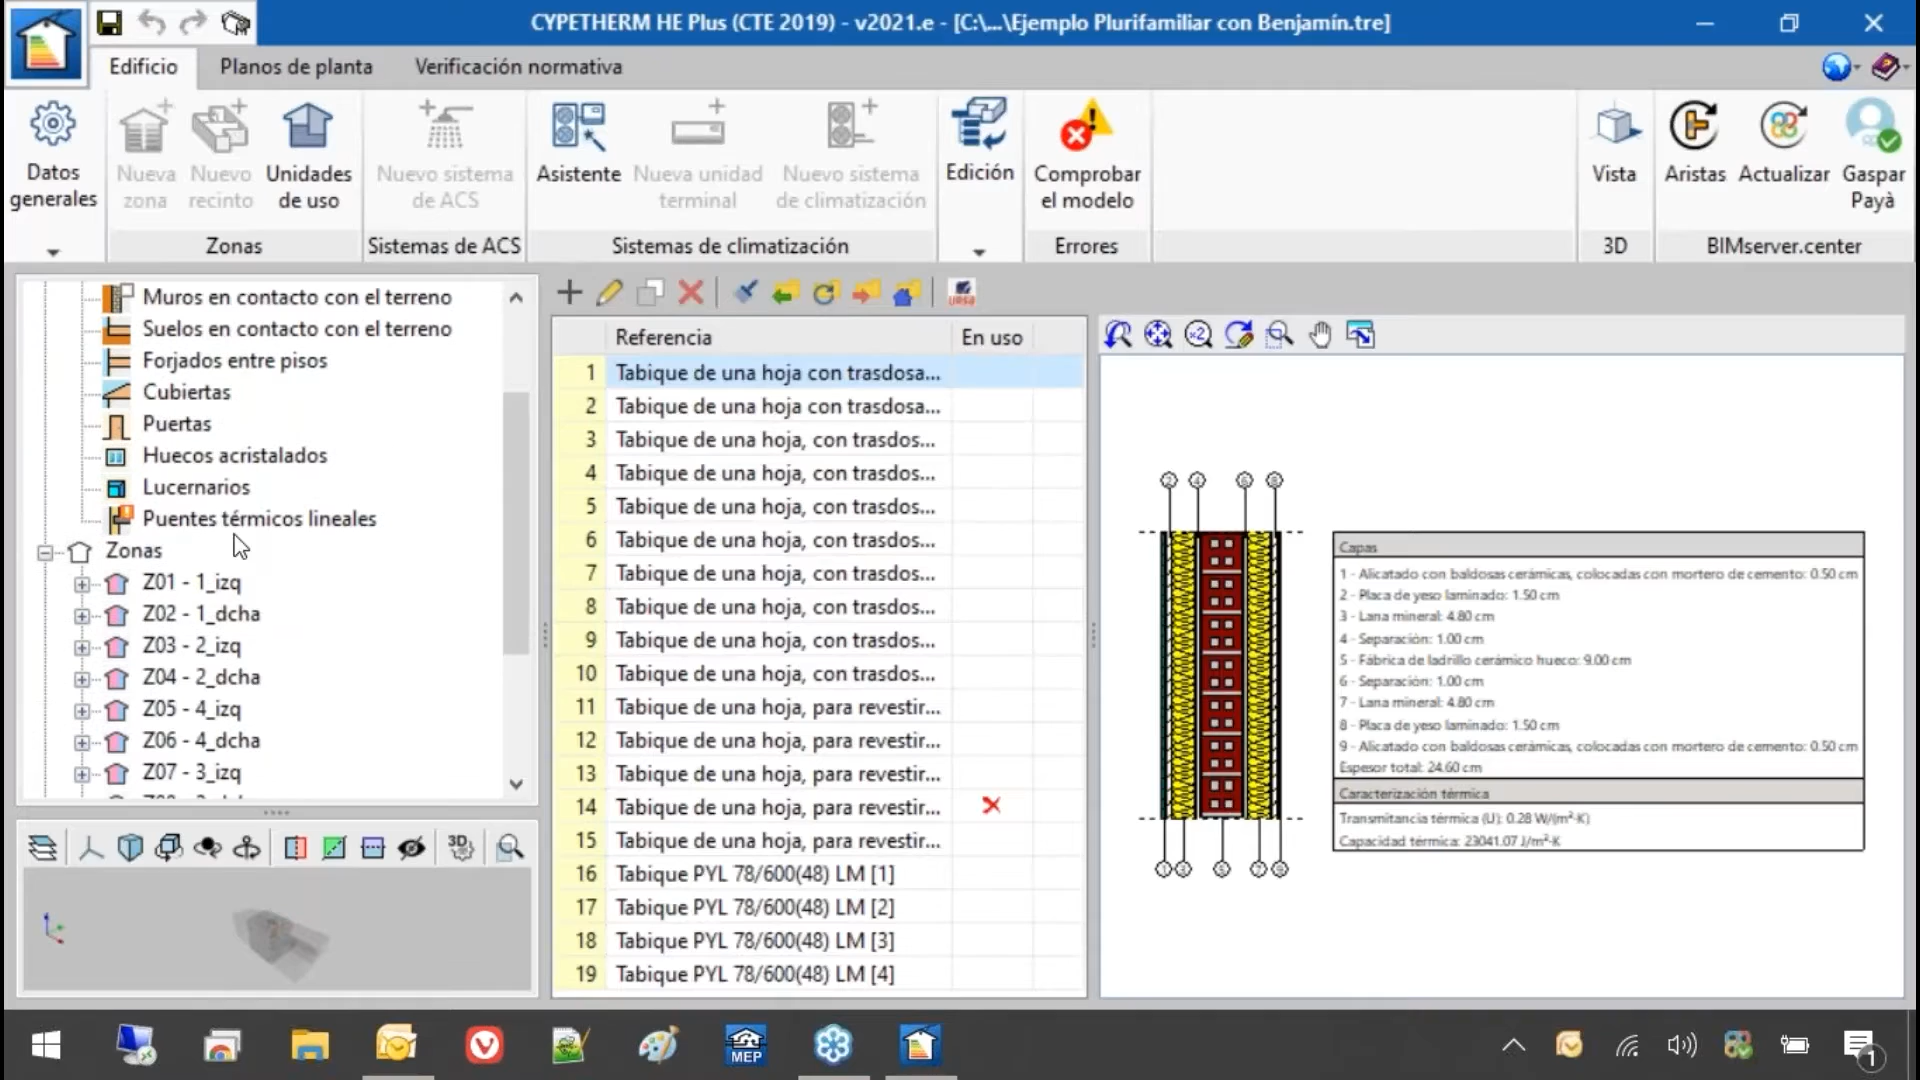 CYPETHERM HE Plus (CTE 2019) - v2021.e - [C:\...\Ejemplo Plurifamiliar con Benjamín.tre]
Edificio
Planos de planta
Verificación normativa
Datos generales
Nueva zona
Nuevo recinto
Unidades de uso
Zonas
Nuevo sistema de ACS
Sistemas de ACS
Asistente
Nueva unidad terminal
Nuevo sistema de climatización
Sistemas de climatización
Edición
Comprobar el modelo
Errores
Vista
3D
Aristas
Actualizar
Gaspar Payà
BIMserver.center
Muros en contacto con el terreno
Suelos en contacto con el terreno
Forjados entre pisos
Cubiertas
Puertas
Huecos acristalados
Lucernarios
Puentes térmicos lineales
Zonas
Z01 - 1_izq
Z02 - 1_dcha
Z03 - 2_izq
Z04 - 2_dcha
Z05 - 4_izq
Z06 - 4_dcha
Z07 - 3_izq
3D
URSA
Referencia En uso
1 Tabique de una hoja con trasdosa...
2 Tabique de una hoja con trasdosa...
3 Tabique de una hoja, con trasdos...
4 Tabique de una hoja, con trasdos...
5 Tabique de una hoja, con trasdos...
6 Tabique de una hoja, con trasdos...
7 Tabique de una hoja, con trasdos...
8 Tabique de una hoja, con trasdos...
9 Tabique de una hoja, con trasdos...
10 Tabique de una hoja, con trasdos...
11 Tabique de una hoja, para revestir...
12 Tabique de una hoja, para revestir...
13 Tabique de una hoja, para revestir...
14 Tabique de una hoja, para revestir...
15 Tabique de una hoja, para revestir...
16 Tabique PYL 78/600(48) LM [1]
17 Tabique PYL 78/600(48) LM [2]
18 Tabique PYL 78/600(48) LM [3]
19 Tabique PYL 78/600(48) LM [4]
2 4 6 8
1 3 5 7 9
Capas
1 - Alicatado con baldosas cerámicas, colocadas con mortero de cemento: 0.50 cm
2 - Placa de yeso laminado: 1.50 cm
3 - Lana mineral: 4.80 cm
4 - Separación: 1.00 cm
5 - Fábrica de ladrillo cerámico hueco: 9.00 cm
6 - Separación: 1.00 cm
7 - Lana mineral: 4.80 cm
8 - Placa de yeso laminado: 1.50 cm
9 - Alicatado con baldosas cerámicas, colocadas con mortero de cemento: 0.50 cm
Espesor total: 24.60 cm
Caracterización térmica
Transmitancia térmica (U): 0.28 W/(m²·K)
Capacidad térmica: 23041.07 J/m²·K
MEP
1